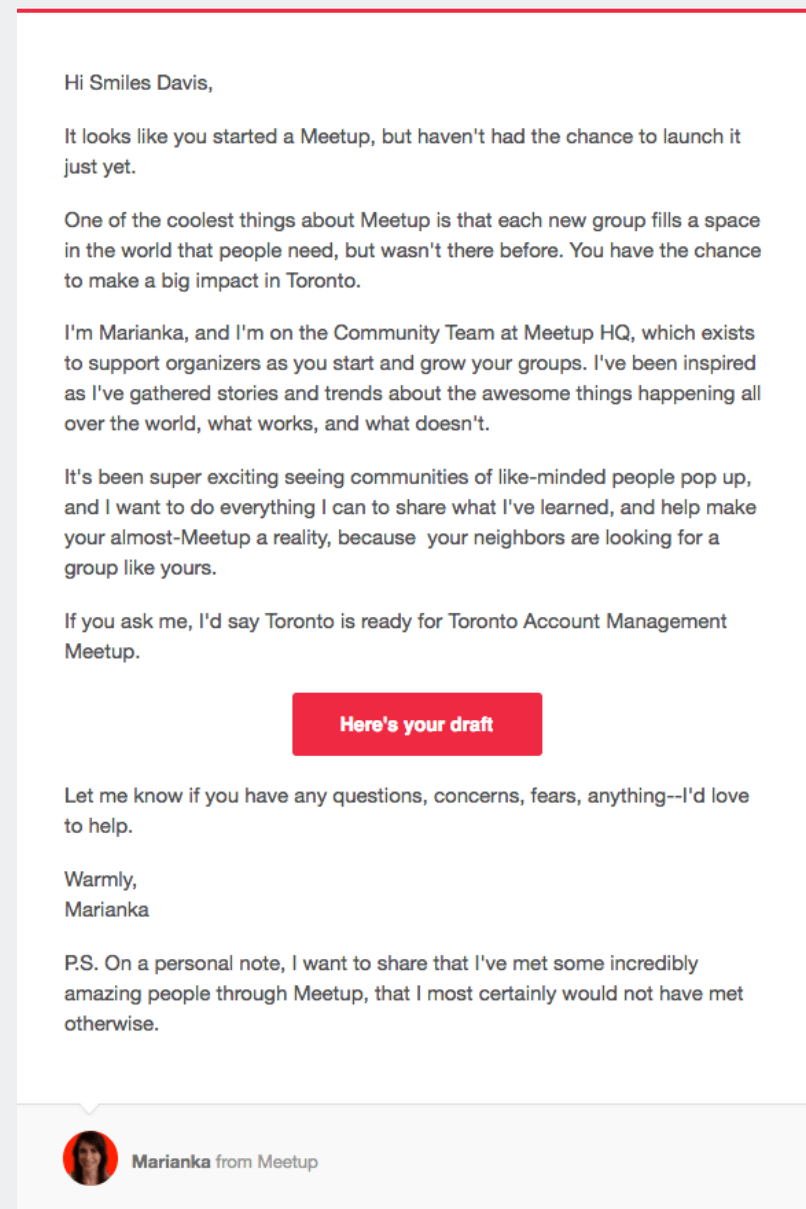 Hi Smiles Davis,
It looks like you started a Meetup, but haven't had the chance to launch it
just yet.
One of the coolest things about Meetup is that each new group fills a space
in the world that people need, but wasn't there before. You have the chance
to make a big impact in Toronto.
I'm Marianka, and I'm on the Community Team at Meetup HQ, which exists
to support organizers as you start and grow your groups. I've been inspired
as I've gathered stories and trends about the awesome things happening all
over the world, what works, and what doesn't.
It's been super exciting seeing communities of like-minded people pop up,
and I want to do everything I can to share what I've learned, and help make
your almost-Meetup a reality, because  your neighbors are looking for a
group like yours.
If you ask me, I'd say Toronto is ready for Toronto Account Management
Meetup.
Here's your draft
Let me know if you have any questions, concerns, fears, anything--I'd love
to help.
Warmly,
Marianka
P.S. On a personal note, I want to share that I've met some incredibly
amazing people through Meetup, that I most certainly would not have met
otherwise.
Marianka from Meetup